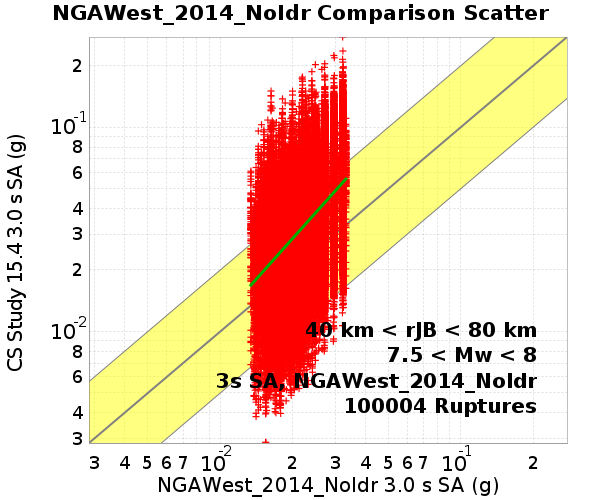 NGAWest_2014_NoIdr Comparison Scatter
CS Study 15.4 3.0 s SA (g)
2
10^-1
8
6
4
3
2
10^-2
8
6
4
3
40 km < rJB < 80 km
7.5 < Mw < 8
3s SA, NGAWest_2014_NoIdr
100004 Ruptures
3 4 5 6 7 10^-2 2 3 4 5 6 7 10^-1 2
NGAWest_2014_NoIdr 3.0 s SA (g)